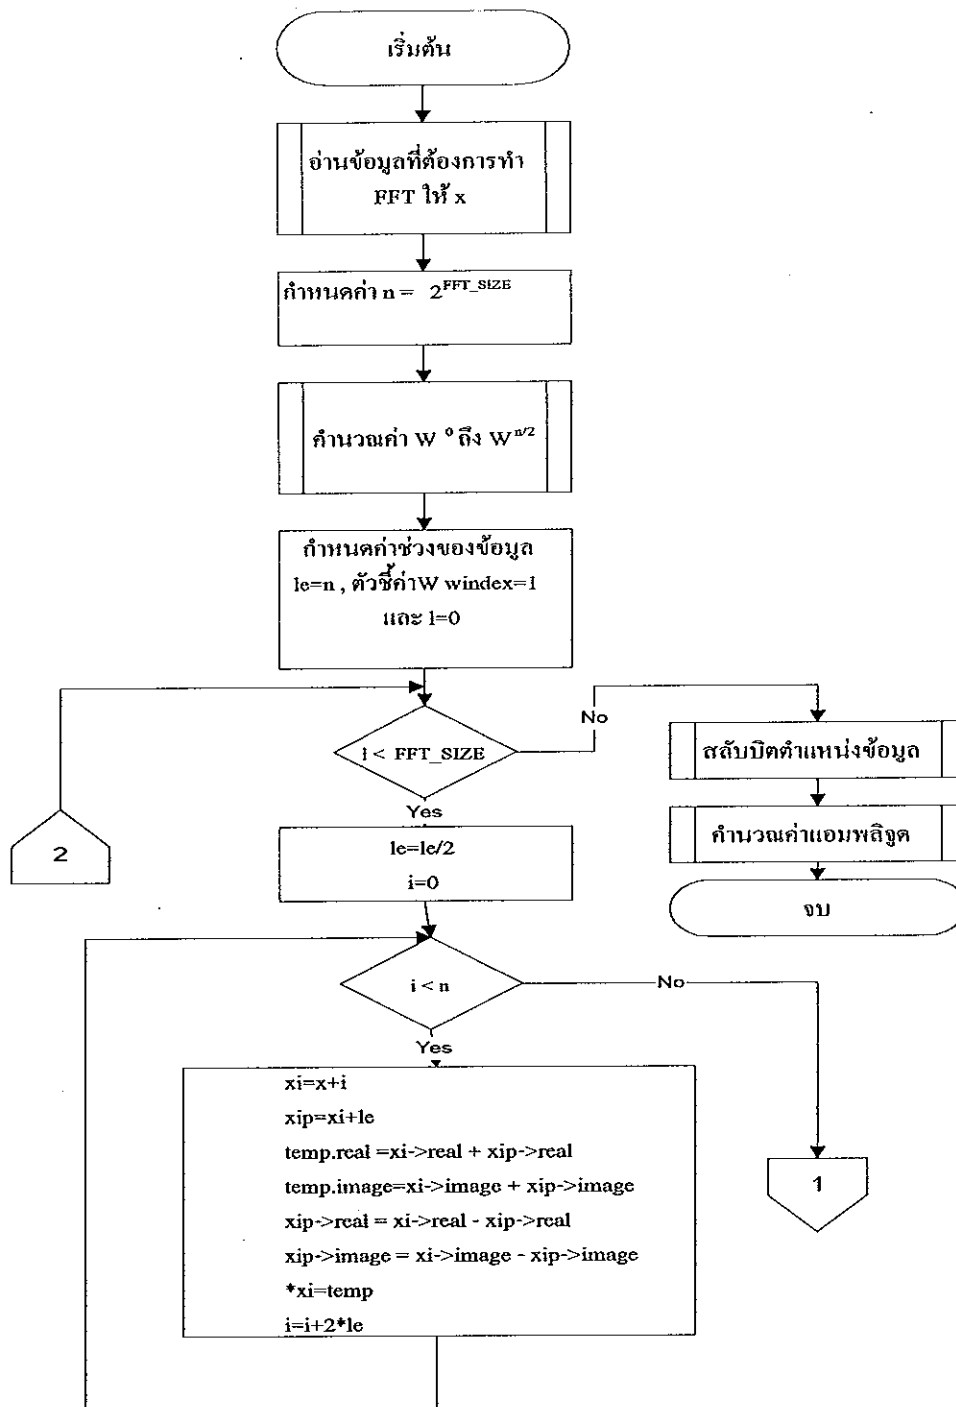 เริ่มต้น
อ่านข้อมูลที่ต้องการทำ
FFT ให้ x
กำหนดค่า n = 2^FFT_SIZE
คำนวณค่า W ⁰ ถึง W^n/2
กำหนดค่าช่วงของข้อมูล
le=n , ตัวชี้ค่าW windex=1
และ l=0
l < FFT_SIZE
No
Yes
สลับบิตตำแหน่งข้อมูล
คำนวณค่าแอมพลิจูด
จบ
2
le=le/2
i=0
i < n
No
Yes
xi=x+i
xip=xi+le
temp.real =xi->real + xip->real
temp.image=xi->image + xip->image
xip->real = xi->real - xip->real
xip->image = xi->image - xip->image
*xi=temp
i=i+2*le
1